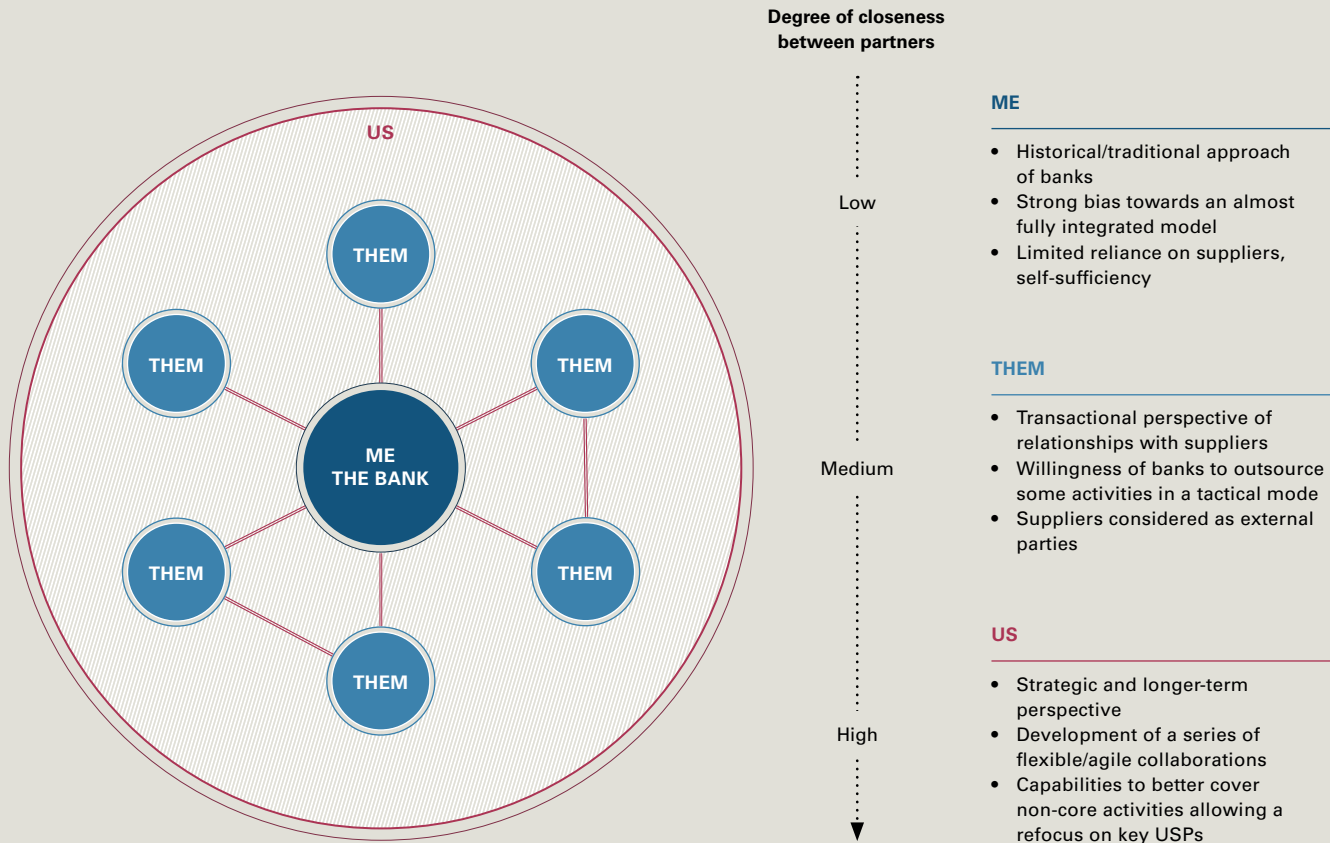 Degree of closeness
between partners
US
THEM
THEM
THEM
ME
THE BANK
THEM
THEM
THEM
Low
Medium
High
ME
• Historical/traditional approach
of banks
• Strong bias towards an almost
fully integrated model
• Limited reliance on suppliers,
self-sufficiency
THEM
• Transactional perspective of
relationships with suppliers
• Willingness of banks to outsource
some activities in a tactical mode
• Suppliers considered as external
parties
US
• Strategic and longer-term
perspective
• Development of a series of
flexible/agile collaborations
• Capabilities to better cover
non-core activities allowing a
refocus on key USPs